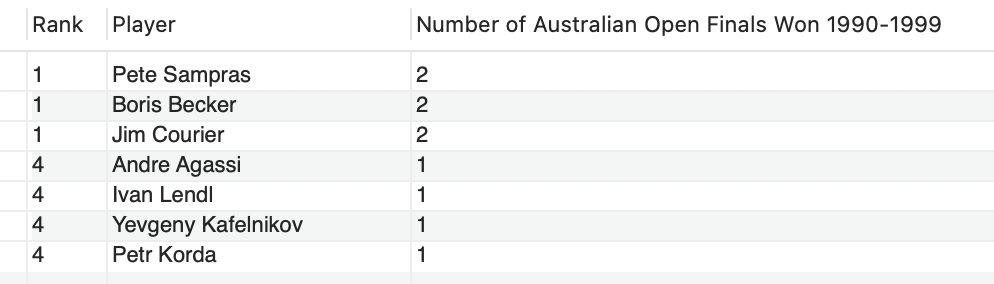 Rank Player Number of Australian Open Finals Won 1990-1999
1 Pete Sampras 2
1 Boris Becker 2
1 Jim Courier 2
4 Andre Agassi 1
4 Ivan Lendl 1
4 Yevgeny Kafelnikov 1
4 Petr Korda 1